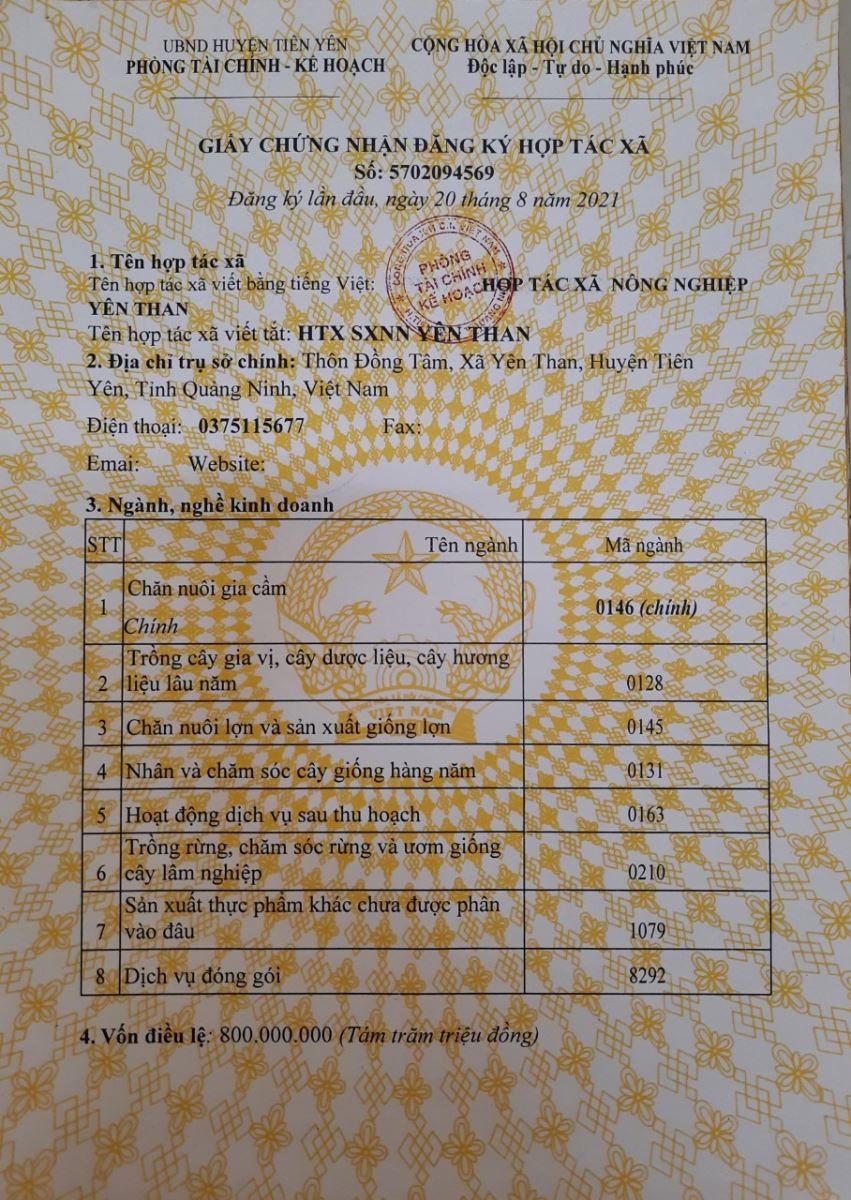 UBND HUYỆN TIÊN YÊN
PHÒNG TÀI CHÍNH - KẾ HOẠCH
CỘNG HÒA XÃ HỘI CHỦ NGHĨA VIỆT NAM
Độc lập - Tự do - Hạnh phúc
GIẤY CHỨNG NHẬN ĐĂNG KÝ HỢP TÁC XÃ
Số: 5702094569
Đăng ký lần đầu, ngày 20 tháng 8 năm 2021
PHÒNG
TÀI CHÍNH
KẾ HOẠCH
1. Tên hợp tác xã
Tên hợp tác xã viết bằng tiếng Việt: HỢP TÁC XÃ NÔNG NGHIỆP
YÊN THAN
Tên hợp tác xã viết tắt: HTX SXNN YÊN THAN
2. Địa chỉ trụ sở chính: Thôn Đồng Tâm, Xã Yên Than, Huyện Tiên
Yên, Tỉnh Quảng Ninh, Việt Nam
Điện thoại: 0375115677 Fax:
Emai: Website:
3. Ngành, nghề kinh doanh
STT Tên ngành Mã ngành
Chăn nuôi gia cầm
1 0146 (chính)
Chính
Trồng cây gia vị, cây dược liệu, cây hương
2 liệu lâu năm 0128
3 Chăn nuôi lợn và sản xuất giống lợn 0145
4 Nhân và chăm sóc cây giống hàng năm 0131
5 Hoạt động dịch vụ sau thu hoạch 0163
Trồng rừng, chăm sóc rừng và ươm giống
6 cây lâm nghiệp 0210
Sản xuất thực phẩm khác chưa được phân
7 vào đâu 1079
8 Dịch vụ đóng gói 8292
VIỆT NAM
4. Vốn điều lệ: 800.000.000 (Tám trăm triệu đồng)